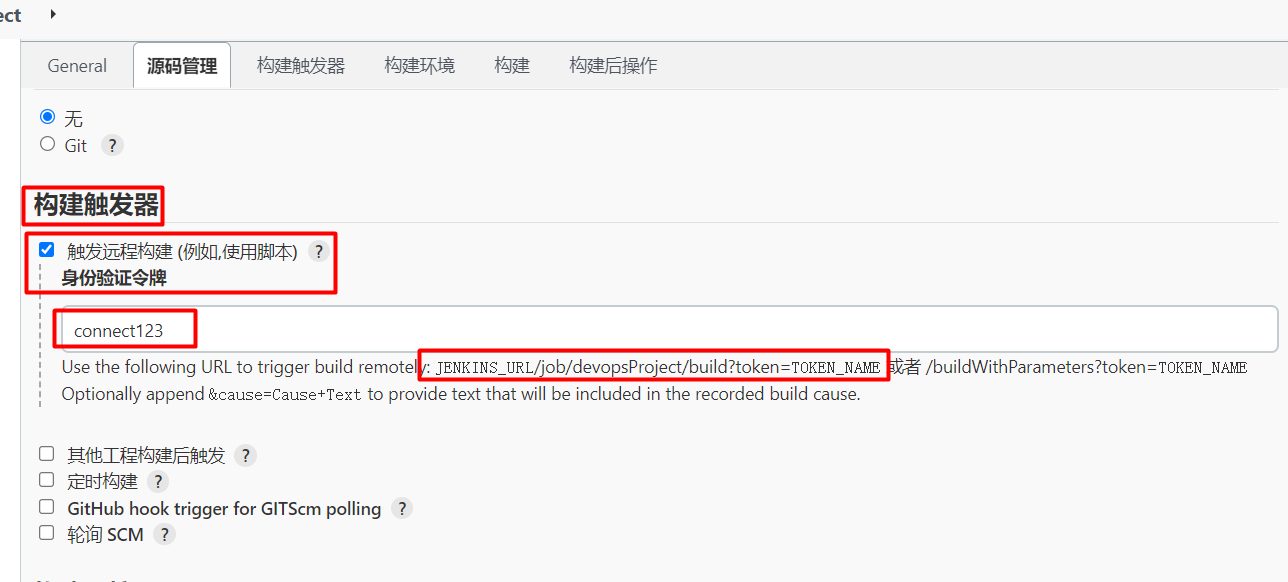 ect
General 源码管理 构建触发器 构建环境 构建 构建后操作
无
Git ?
构建触发器
触发远程构建 (例如,使用脚本) ?
身份验证令牌
connect123
Use the following URL to trigger build remotely: JENKINS_URL/job/devopsProject/build?token=TOKEN_NAME 或者 /buildWithParameters?token=TOKEN_NAME
Optionally append &cause=Cause+Text to provide text that will be included in the recorded build cause.
其他工程构建后触发 ?
定时构建 ?
GitHub hook trigger for GITScm polling ?
轮询 SCM ?